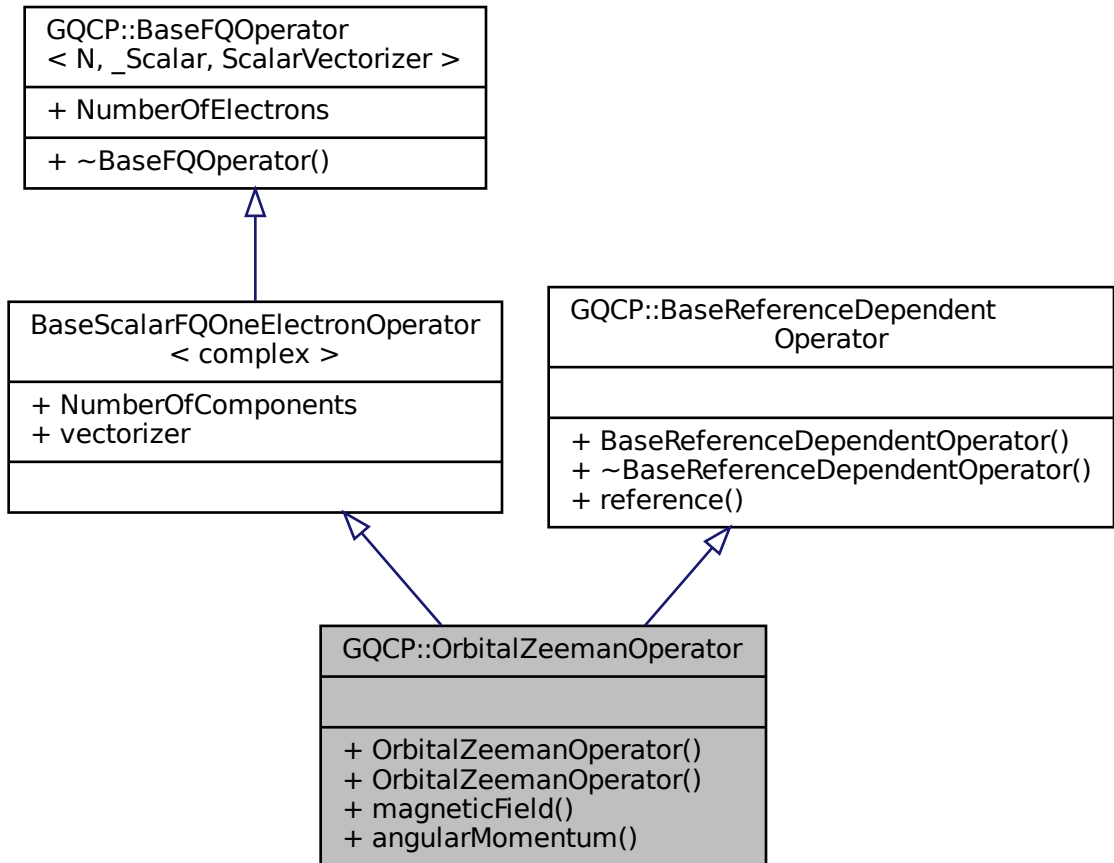 GQCP::BaseFQOperator
< N, _Scalar, ScalarVectorizer >
+ NumberOfElectrons
+ ~BaseFQOperator()
BaseScalarFQOneElectronOperator
< complex >
+ NumberOfComponents
+ vectorizer
GQCP::BaseReferenceDependent
Operator
+ BaseReferenceDependentOperator()
+ ~BaseReferenceDependentOperator()
+ reference()
GQCP::OrbitalZeemanOperator
+ OrbitalZeemanOperator()
+ OrbitalZeemanOperator()
+ magneticField()
+ angularMomentum()